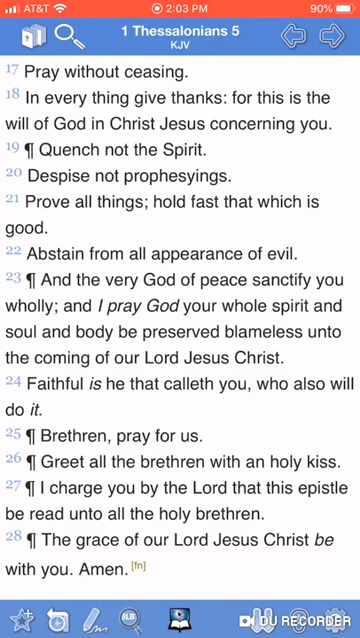 AT&T 2:03 PM 90%
1 Thessalonians 5
KJV
17 Pray without ceasing.
18 In every thing give thanks: for this is the
will of God in Christ Jesus concerning you.
19 ¶ Quench not the Spirit.
20 Despise not prophesyings.
21 Prove all things; hold fast that which is
good.
22 Abstain from all appearance of evil.
23 ¶ And the very God of peace sanctify you
wholly; and I pray God your whole spirit and
soul and body be preserved blameless unto
the coming of our Lord Jesus Christ.
24 Faithful is he that calleth you, who also will
do it.
25 ¶ Brethren, pray for us.
26 ¶ Greet all the brethren with an holy kiss.
27 ¶ I charge you by the Lord that this epistle
be read unto all the holy brethren.
28 ¶ The grace of our Lord Jesus Christ be
with you. Amen. [fn]
BLB DU RECORDER